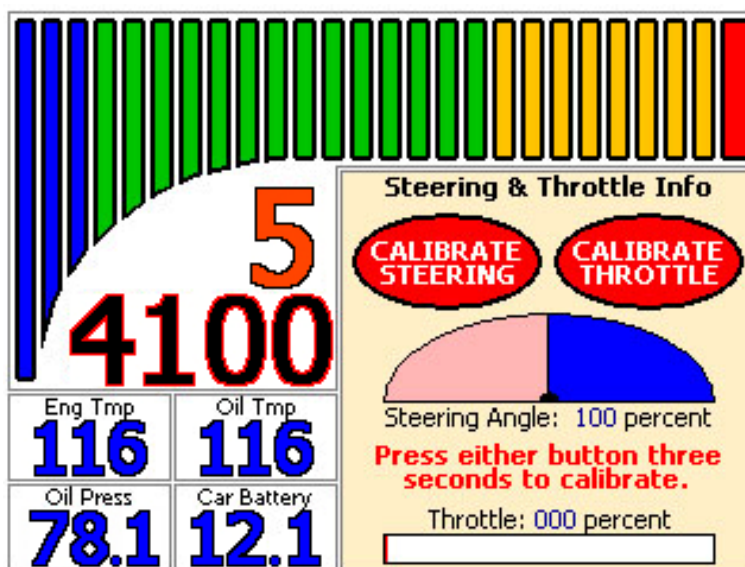 5
4100
Eng Tmp
116
Oil Tmp
116
Oil Press
78.1
Car Battery
12.1
Steering & Throttle Info
CALIBRATE
STEERING
CALIBRATE
THROTTLE
Steering Angle: 100 percent
Press either button three
seconds to calibrate.
Throttle: 000 percent